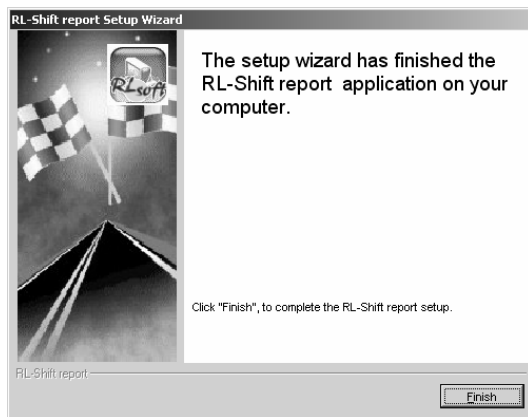 RL-Shift report Setup Wizard
RLsoft
The setup wizard has finished the
RL-Shift report application on your
computer.
Click "Finish", to complete the RL-Shift report setup.
RL-Shift report
Finish